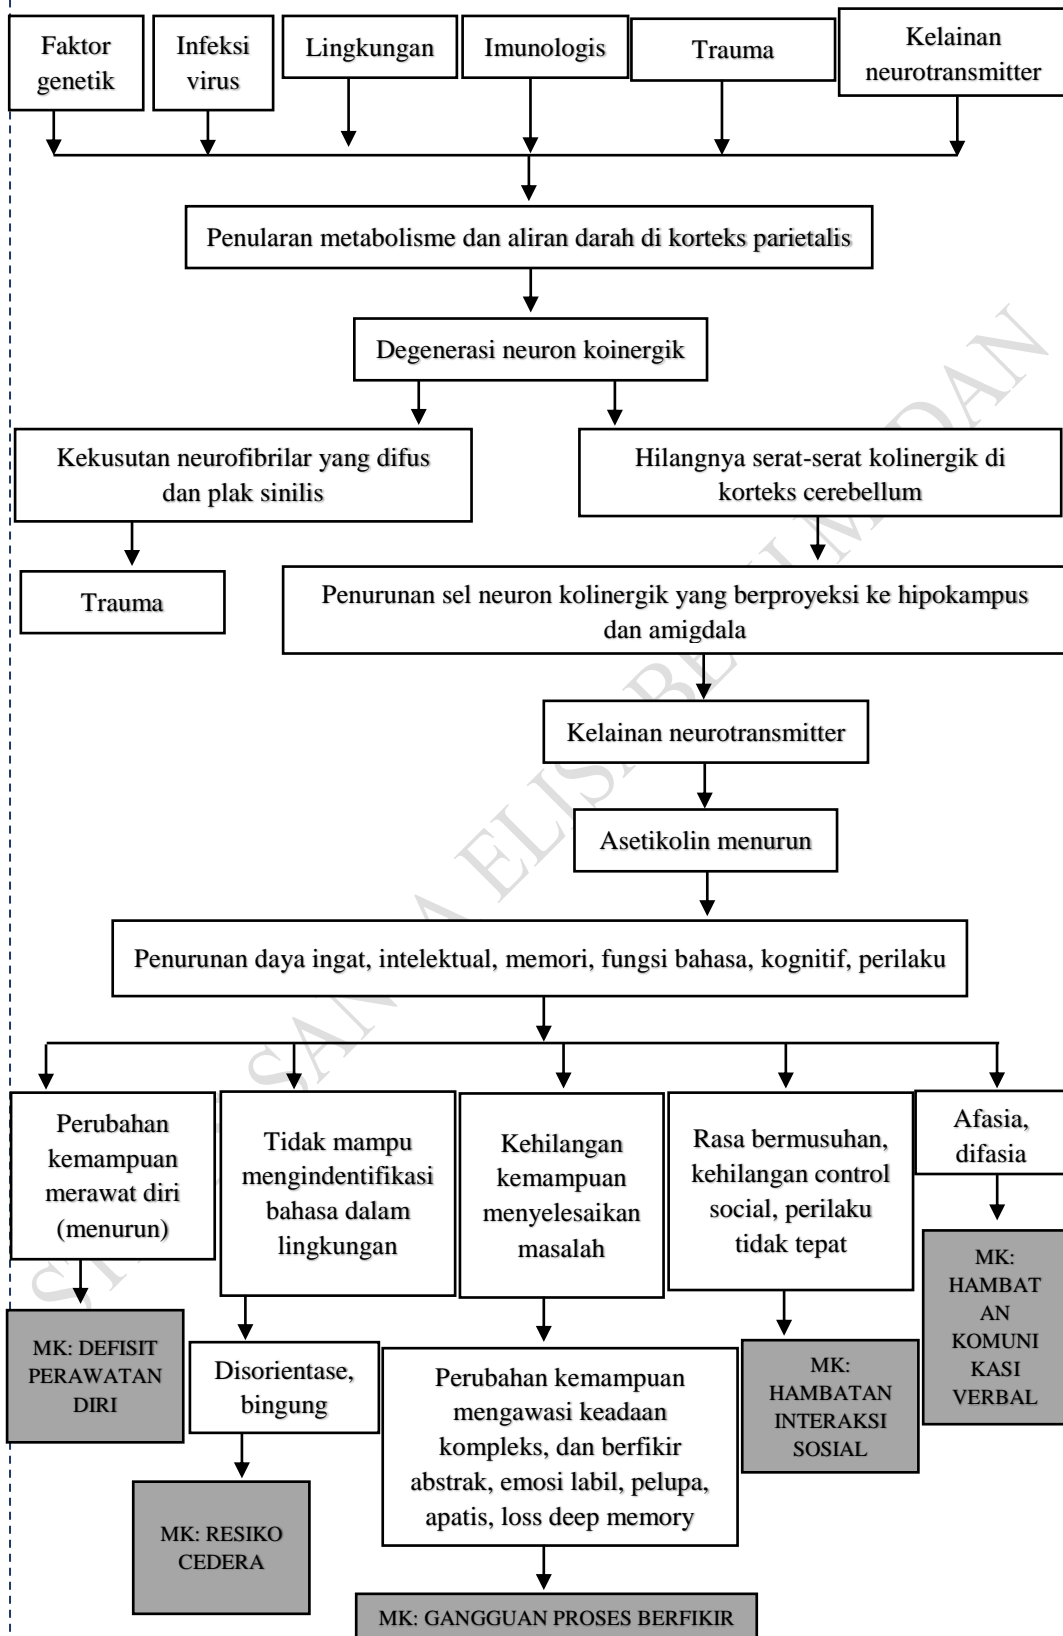 Faktor
genetik
Infeksi
virus
Lingkungan
Imunologis
Trauma
Kelainan
neurotransmitter
Penularan metabolisme dan aliran darah di korteks parietalis
Degenerasi neuron koinergik
Kekusutan neurofibrilar yang difus
dan plak sinilis
Hilangnya serat-serat kolinergik di
korteks cerebellum
Trauma
Penurunan sel neuron kolinergik yang berproyeksi ke hipokampus
dan amigdala
Kelainan neurotransmitter
Asetikolin menurun
Penurunan daya ingat, intelektual, memori, fungsi bahasa, kognitif, perilaku
Perubahan
kemampuan
merawat diri
(menurun)
Tidak mampu
mengindentifikasi
bahasa dalam
lingkungan
Kehilangan
kemampuan
menyelesaikan
masalah
Rasa bermusuhan,
kehilangan control
social, perilaku
tidak tepat
Afasia,
difasia
MK: DEFISIT
PERAWATAN
DIRI
Disorientase,
bingung
Perubahan kemampuan
mengawasi keadaan
kompleks, dan berfikir
abstrak, emosi labil, pelupa,
apatis, loss deep memory
MK:
HAMBATAN
INTERAKSI
SOSIAL
MK:
HAMBAT
AN
KOMUNI
KASI
VERBAL
MK: RESIKO
CEDERA
MK: GANGGUAN PROSES BERFIKIR